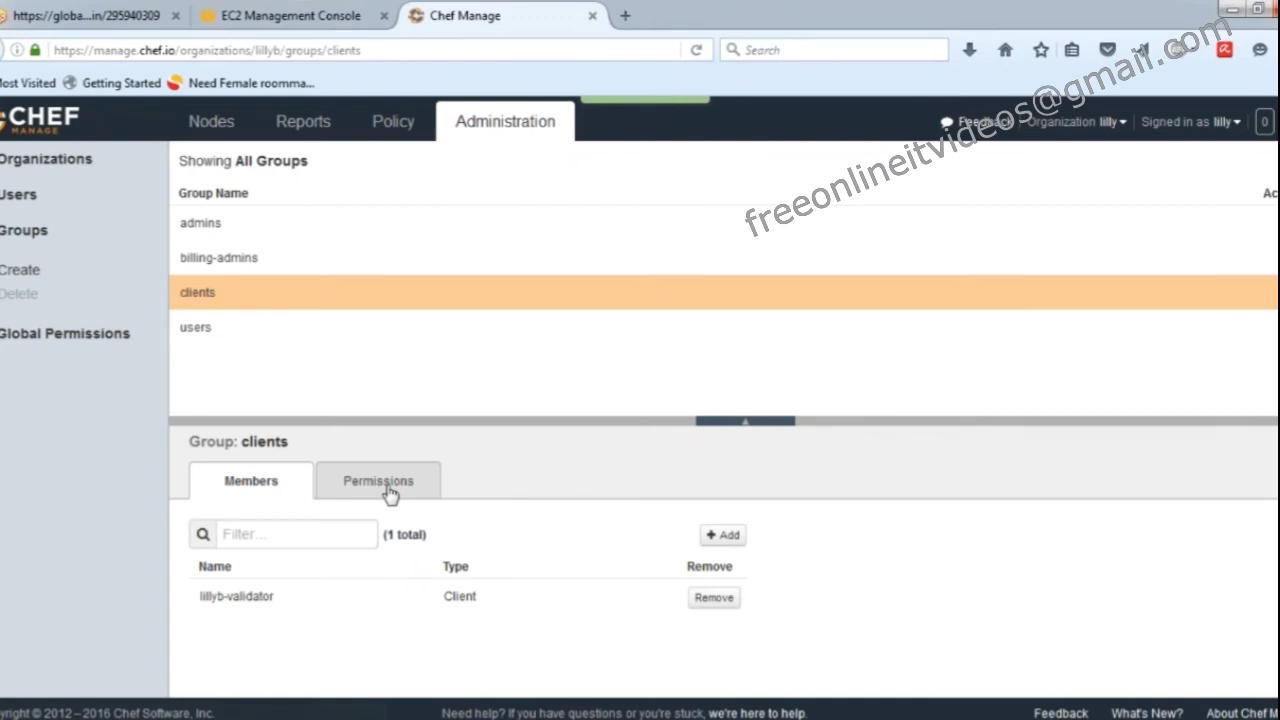 https://globa...in/295940309
EC2 Management Console
Chef Manage
https://manage.chef.io/organizations/lillyb/groups/clients
Search
ost Visited
Getting Started
Need Female roomma...
CHEF
MANAGE
Nodes
Reports
Policy
Administration
Feedback
Organization lilly
Signed in as lilly
0
freeonlineitvideos@gmail.com
Organizations
Users
Groups
Create
Delete
Global Permissions
Showing All Groups
Group Name
Ac
admins
billing-admins
clients
users
Group: clients
Members
Permissions
Filter...
(1 total)
+ Add
Name
Type
Remove
lillyb-validator
Client
Remove
yright © 2012 – 2016 Chef Software, Inc.
Need help? If you have questions or you're stuck, we're here to help.
Feedback
What's New?
About Chef M